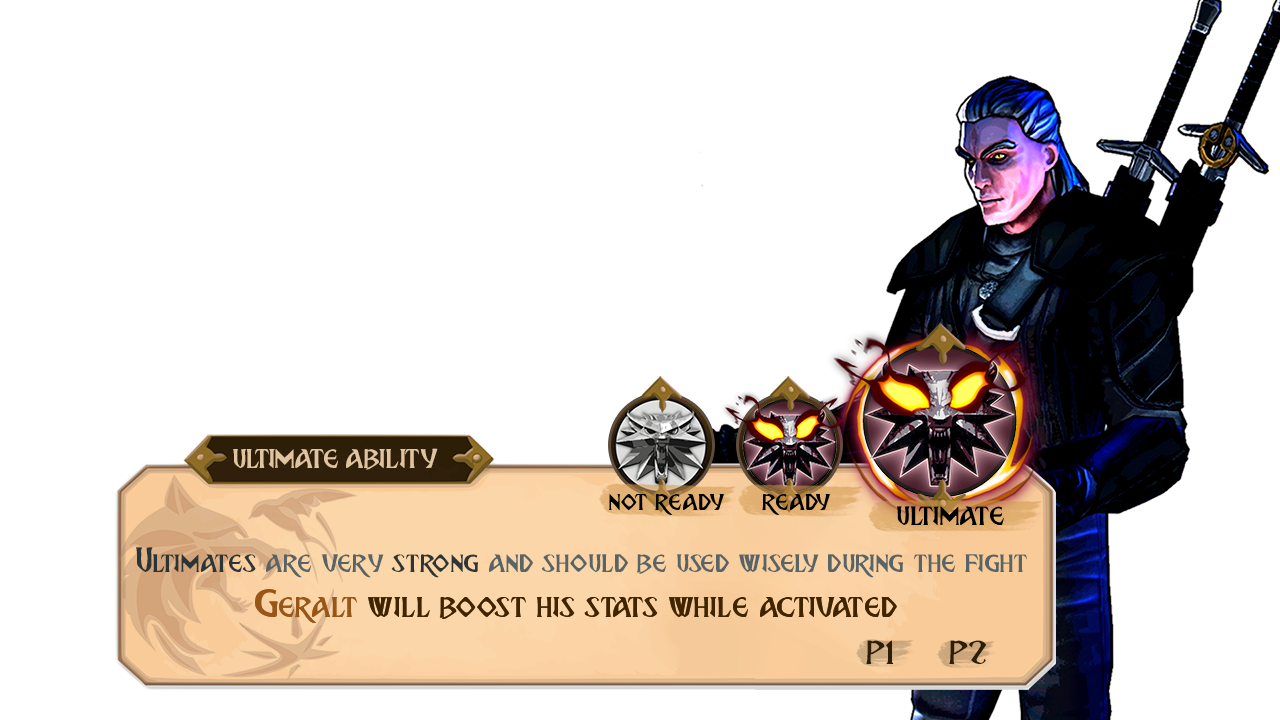 ULTIMATE ABILITY
NOT READY
READY
ULTIMATE
ULTIMATES ARE VERY STRONG AND SHOULD BE USED WISELY DURING THE FIGHT
GERALT WILL BOOST HIS STATS WHILE ACTIVATED
P1 P2